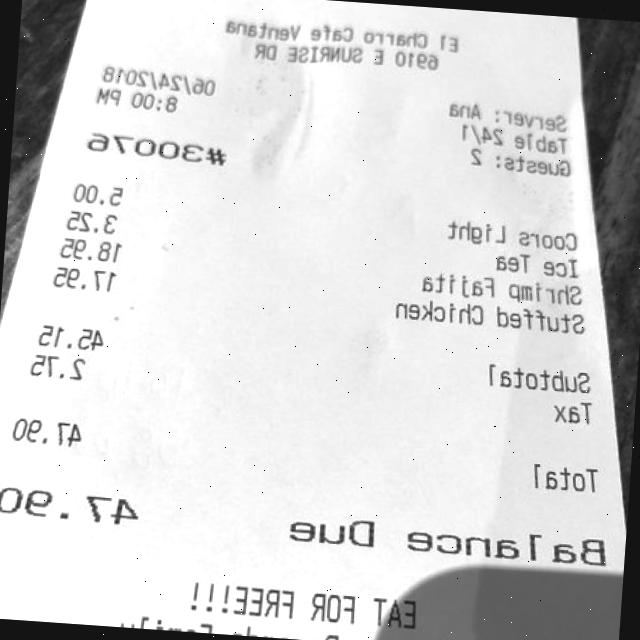 El Charro Cafe Ventana
6910 E SUNRISE DR
Server: Ana 06/24/2018
Table 24/1 8:00 PM
Guests: 2
#30076
Coors Light 5.00
Ice Tea 3.25
Shrimp Fajita 18.95
Stuffed Chicken 17.95
Subtotal 45.15
Tax 2.75
Total 47.90
Balance Due 47.90
EAT FOR FREE!!!